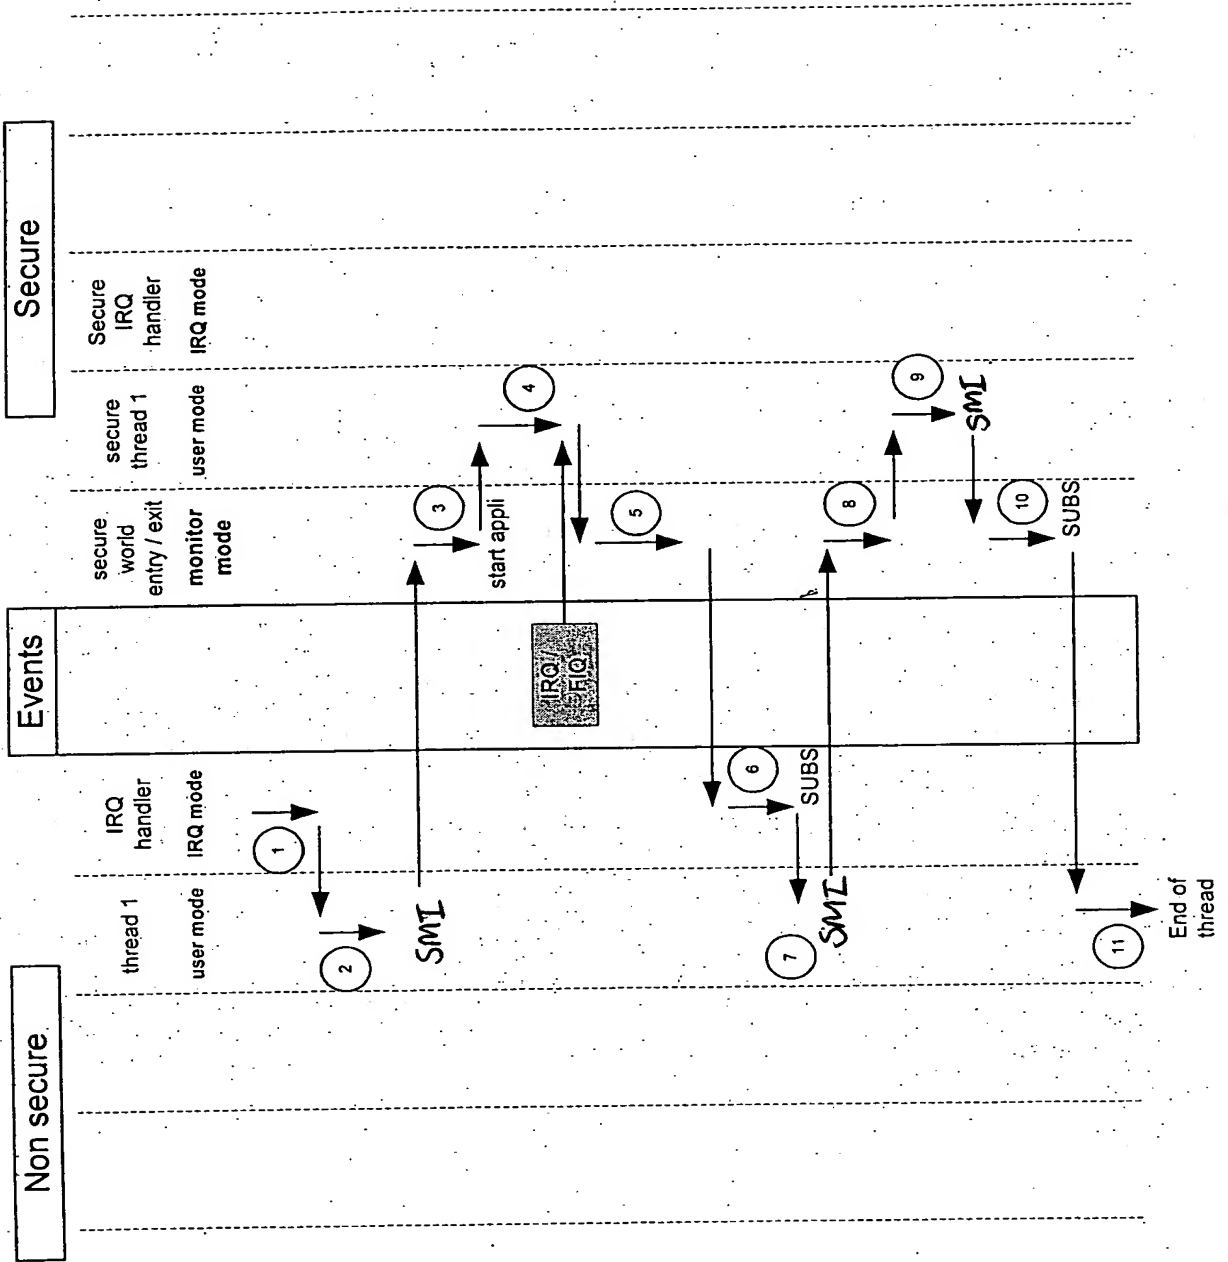 Non secure
Events
Secure
thread 1
user mode
IRQ
handler
IRQ mode
secure
world
entry / exit
monitor
mode
secure
thread 1
user mode
Secure
IRQ
handler
IRQ mode
1
2
SMI
3
start appli
4
IRQ /
FIQ
5
6
SUBS
7
SMI
8
9
SMI
10
SUBS
11
End of
thread